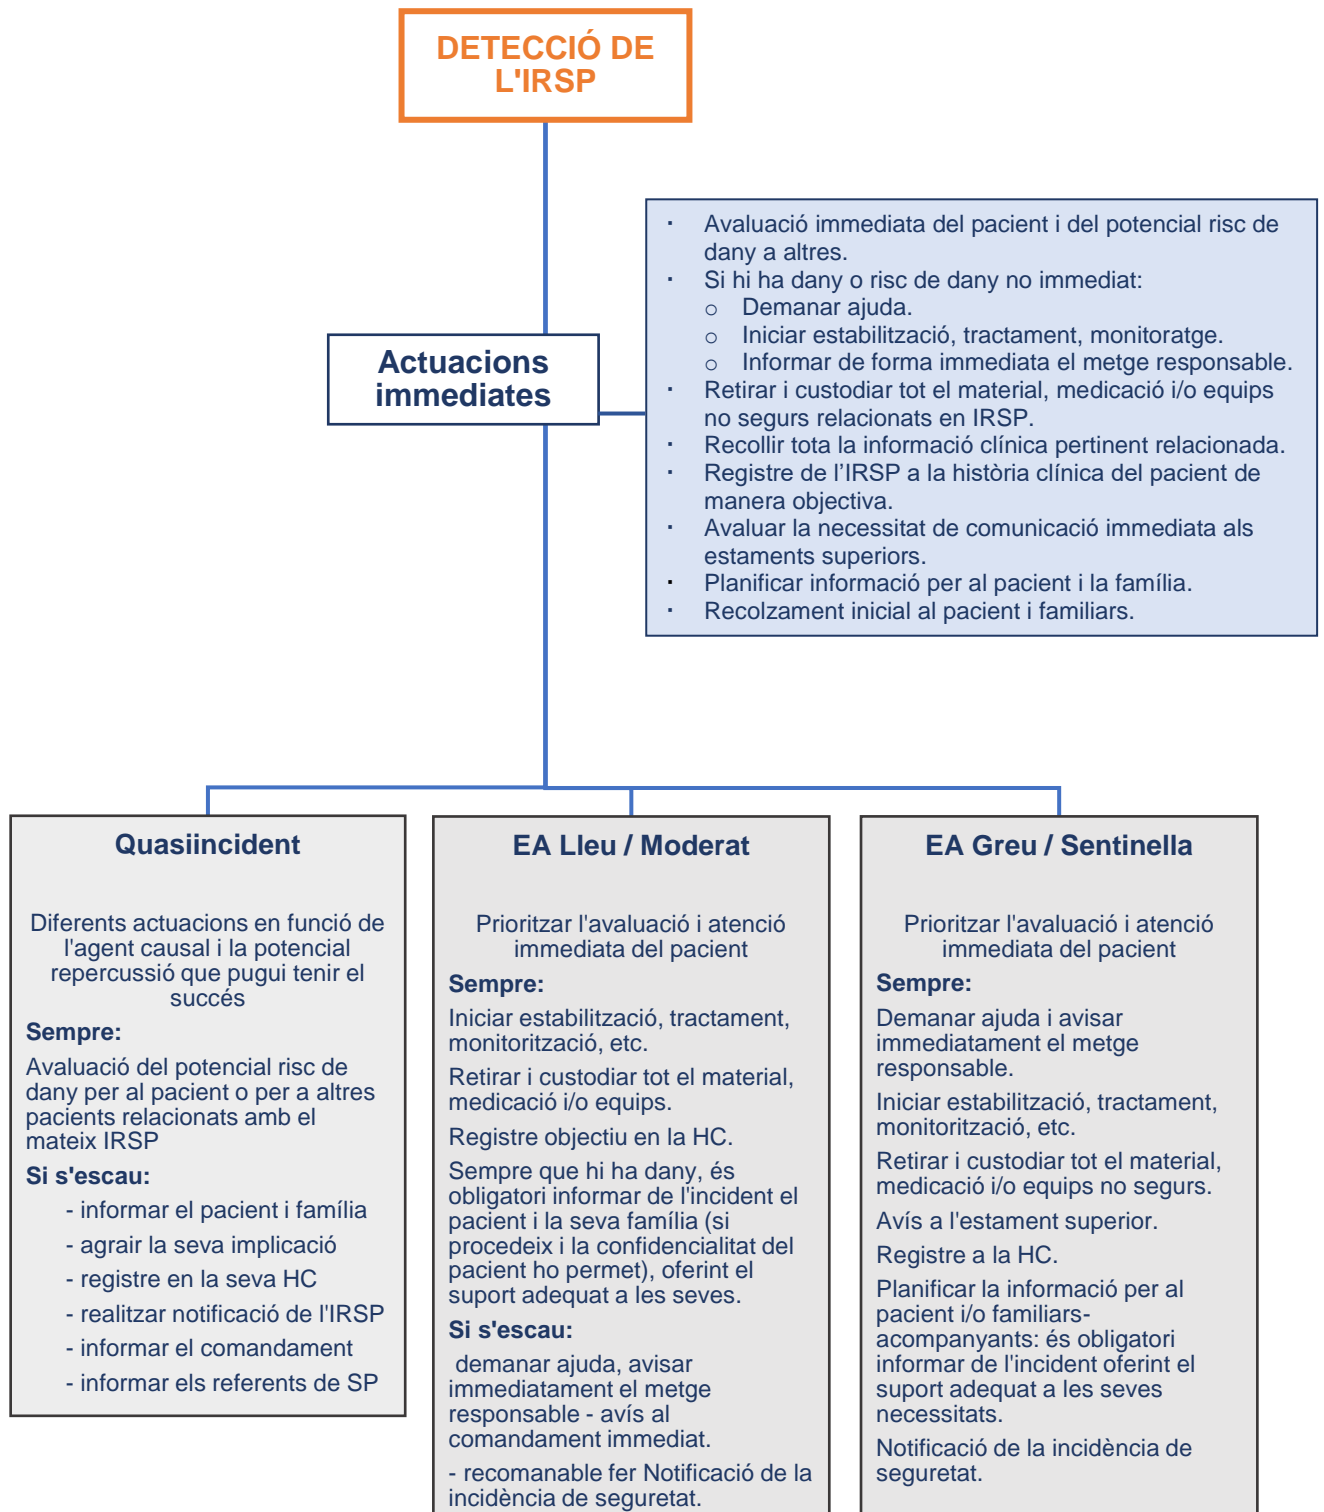 DETECCIÓ DE
L'IRSP
· Avaluació immediata del pacient i del potencial risc de
dany a altres.
· Si hi ha dany o risc de dany no immediat:
o Demanar ajuda.
o Iniciar estabilització, tractament, monitoratge.
o Informar de forma immediata el metge responsable.
· Retirar i custodiar tot el material, medicació i/o equips
no segurs relacionats en IRSP.
· Recollir tota la informació clínica pertinent relacionada.
· Registre de l’IRSP a la història clínica del pacient de
manera objectiva.
· Avaluar la necessitat de comunicació immediata als
estaments superiors.
· Planificar informació per al pacient i la família.
· Recolzament inicial al pacient i familiars.
Actuacions
immediates
Quasiincident
Diferents actuacions en funció de
l'agent causal i la potencial
repercussió que pugui tenir el
succés
Sempre:
Avaluació del potencial risc de
dany per al pacient o per a altres
pacients relacionats amb el
mateix IRSP
Si s'escau:
- informar el pacient i família
- agrair la seva implicació
- registre en la seva HC
- realitzar notificació de l'IRSP
- informar el comandament
- informar els referents de SP
EA Lleu / Moderat
Prioritzar l'avaluació i atenció
immediata del pacient
Sempre:
Iniciar estabilització, tractament,
monitorització, etc.
Retirar i custodiar tot el material,
medicació i/o equips.
Registre objectiu en la HC.
Sempre que hi ha dany, és
obligatori informar de l'incident el
pacient i la seva família (si
procedeix i la confidencialitat del
pacient ho permet), oferint el
suport adequat a les seves.
Si s'escau:
demanar ajuda, avisar
immediatament el metge
responsable - avís al
comandament immediat.
- recomanable fer Notificació de la
incidència de seguretat.
EA Greu / Sentinella
Prioritzar l'avaluació i atenció
immediata del pacient
Sempre:
Demanar ajuda i avisar
immediatament el metge
responsable.
Iniciar estabilització, tractament,
monitorització, etc.
Retirar i custodiar tot el material,
medicació i/o equips no segurs.
Avís a l'estament superior.
Registre a la HC.
Planificar la informació per al
pacient i/o familiars-
acompanyants: és obligatori
informar de l'incident oferint el
suport adequat a les seves
necessitats.
Notificació de la incidència de
seguretat.